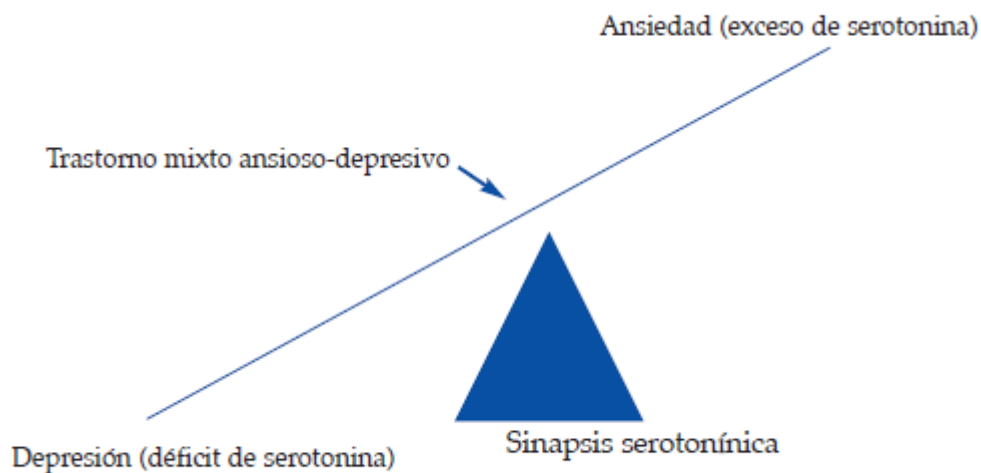 Ansiedad (exceso de serotonina)
Trastorno mixto ansioso-depresivo
Depresión (déficit de serotonina)
Sinapsis serotonínica